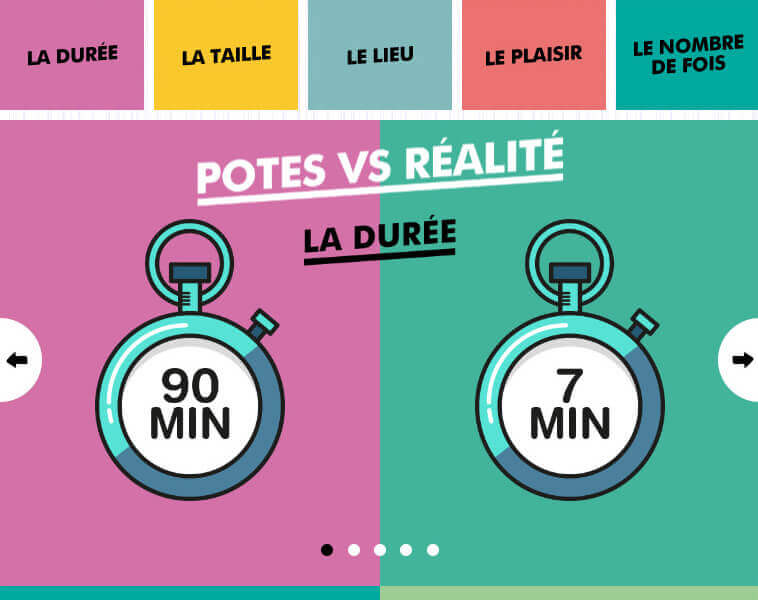 LA DURÉE
LA TAILLE
LE LIEU
LE PLAISIR
LE NOMBRE
DE FOIS
POTES VS RÉALITÉ
LA DURÉE
90
MIN
7
MIN